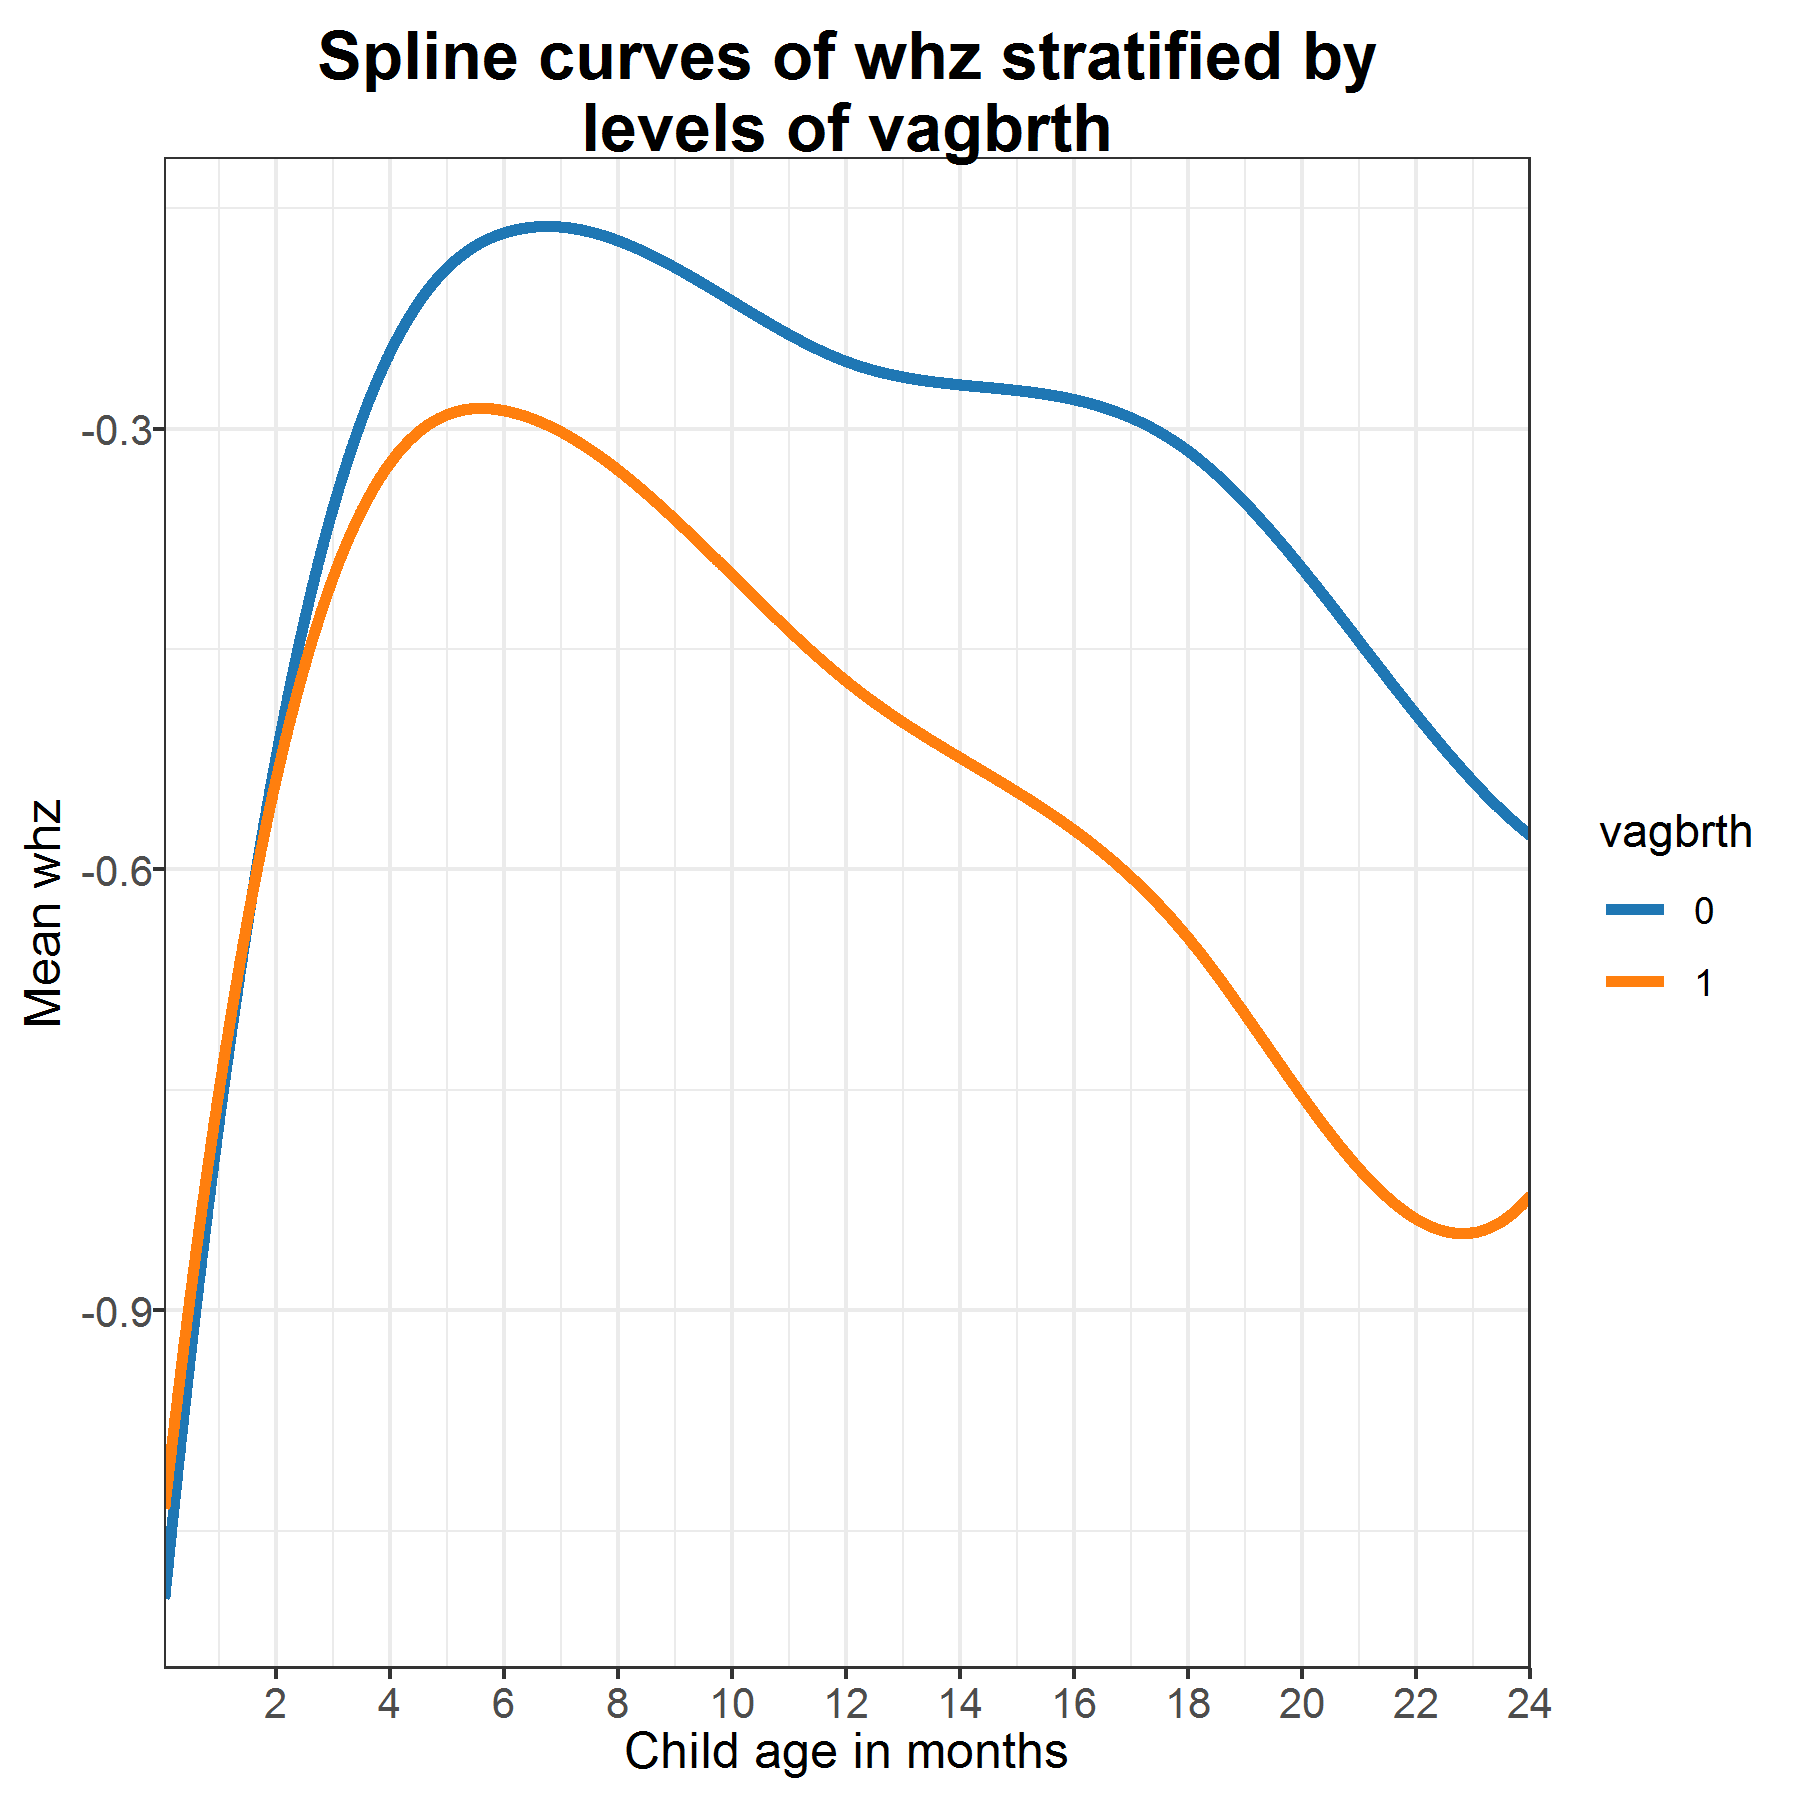 Spline curves of whz stratified by
levels of vagbrth
Mean whz
-0.3
-0.6
-0.9
2 4 6 8 10 12 14 16 18 20 22 24
Child age in months
vagbrth
0
1